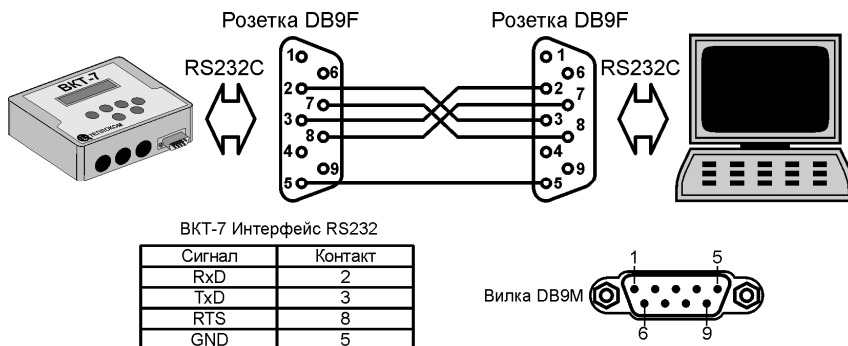 Розетка DB9F Розетка DB9F
ВКТ-7
ТЕПЛОКОМ
RS232C RS232C
1 6 2 7 3 8 4 9 5
1 6 2 7 3 8 4 9 5
ВКТ-7 Интерфейс RS232
Сигнал Контакт
RxD 2
TxD 3
RTS 8
GND 5
Вилка DB9M
1 5
6 9